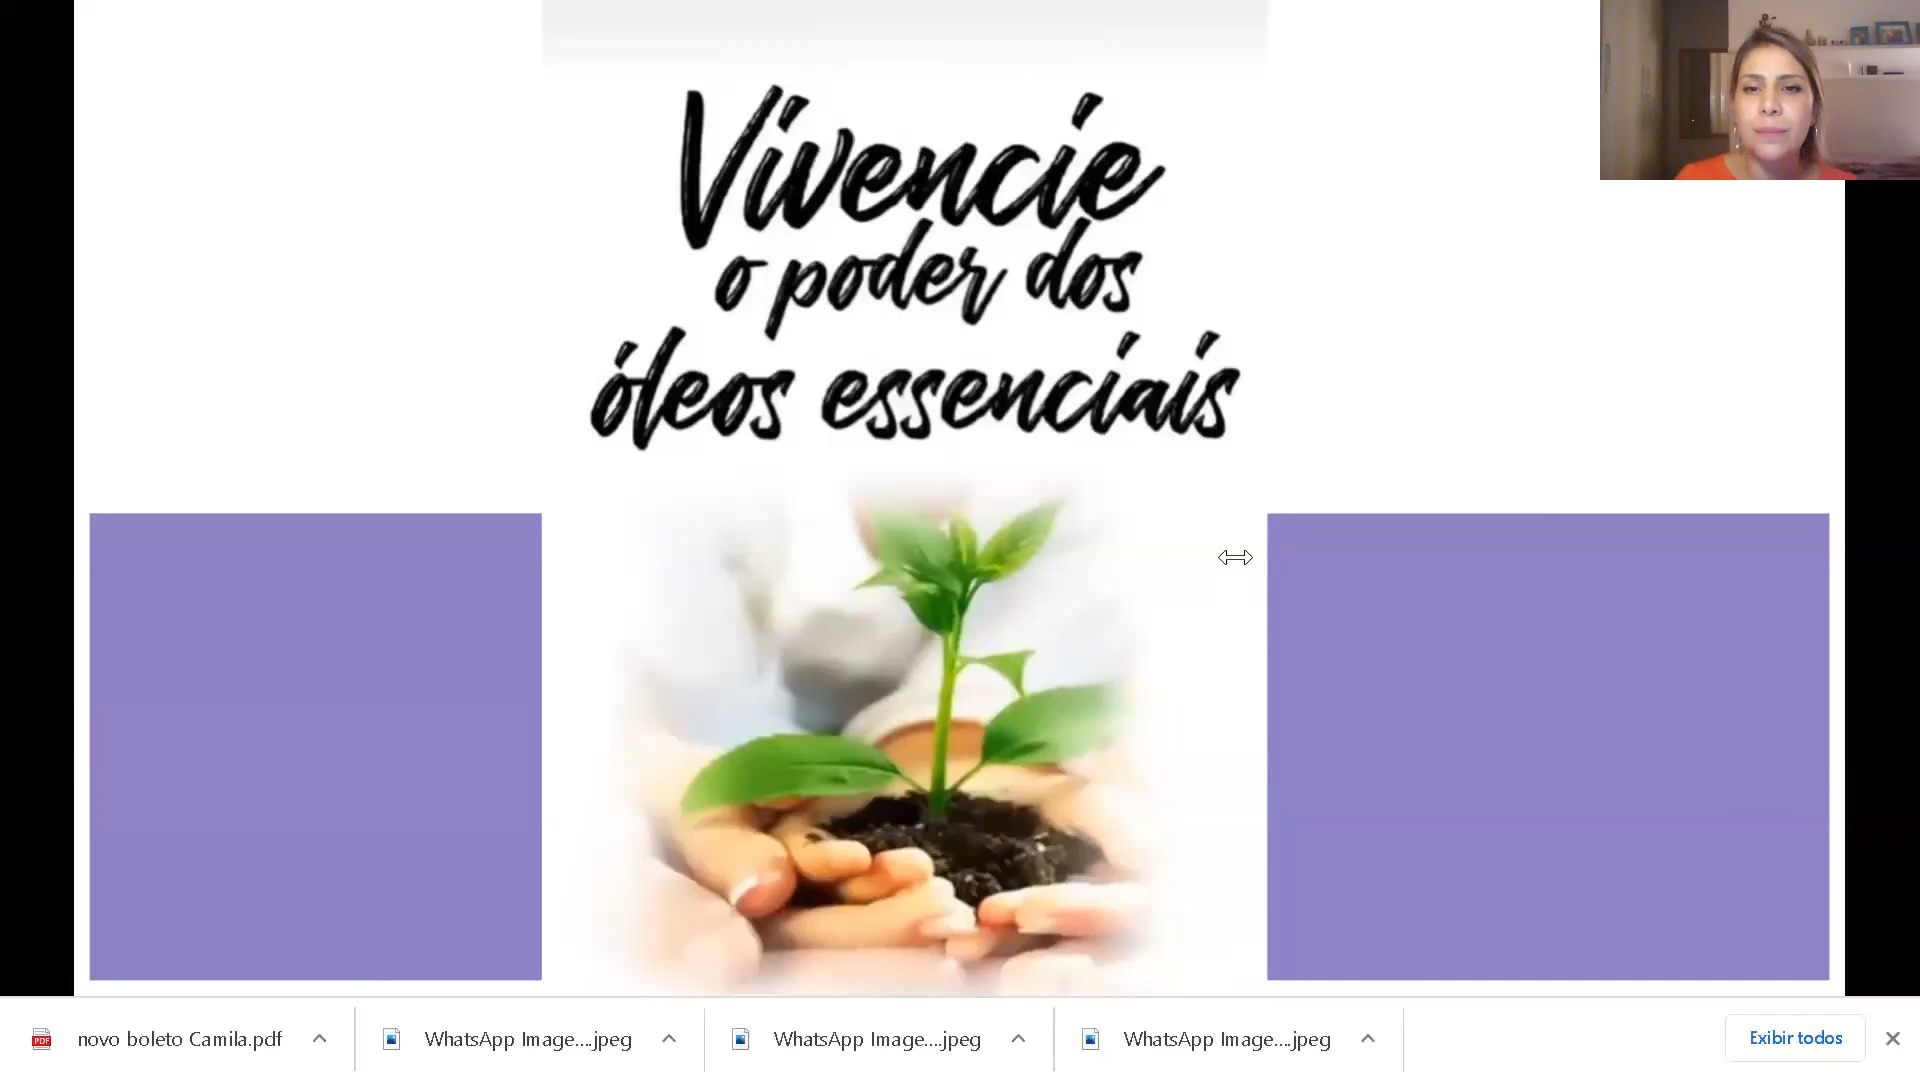 Vivencie
o poder dos
óleos essenciais
novo boleto Camila.pdf
WhatsApp Image....jpeg
WhatsApp Image....jpeg
WhatsApp Image....jpeg
Exibir todos